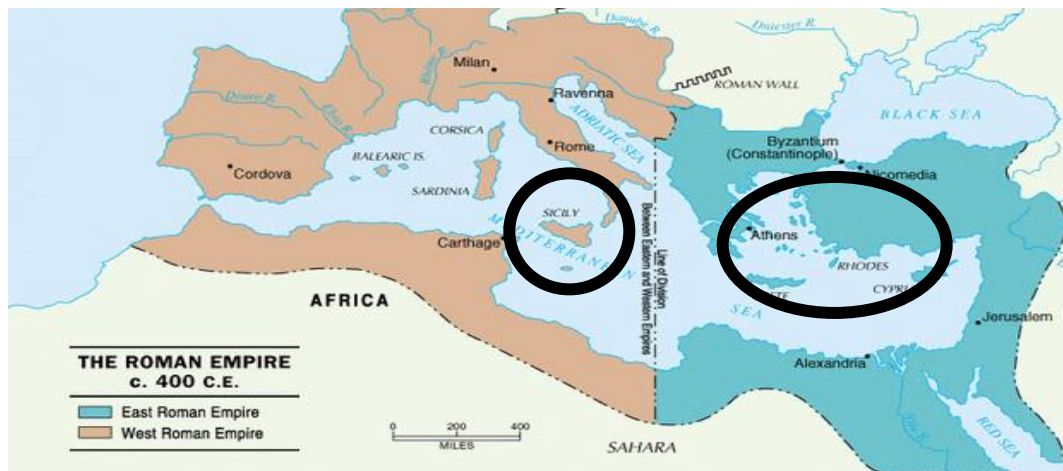 Danube R.
Dniester R.
Milan
Rhône R.
ROMAN WALL
Ravenna
Douro R.
Ebro R.
BLACK SEA
CORSICA
ADRIATIC SEA
Byzantium
(Constantinople)
Rome
BALEARIC IS.
Nicomedia
Cordova
SARDINIA
SICILY
Athens
Carthage
MEDITERRANEAN
Line of Division
Between Eastern and Western Empires
RHODES
AFRICA
SEA
Jerusalem
THE ROMAN EMPIRE
c. 400 C.E.
Alexandria
East Roman Empire
West Roman Empire
0 200 400
MILES
SAHARA
RED SEA